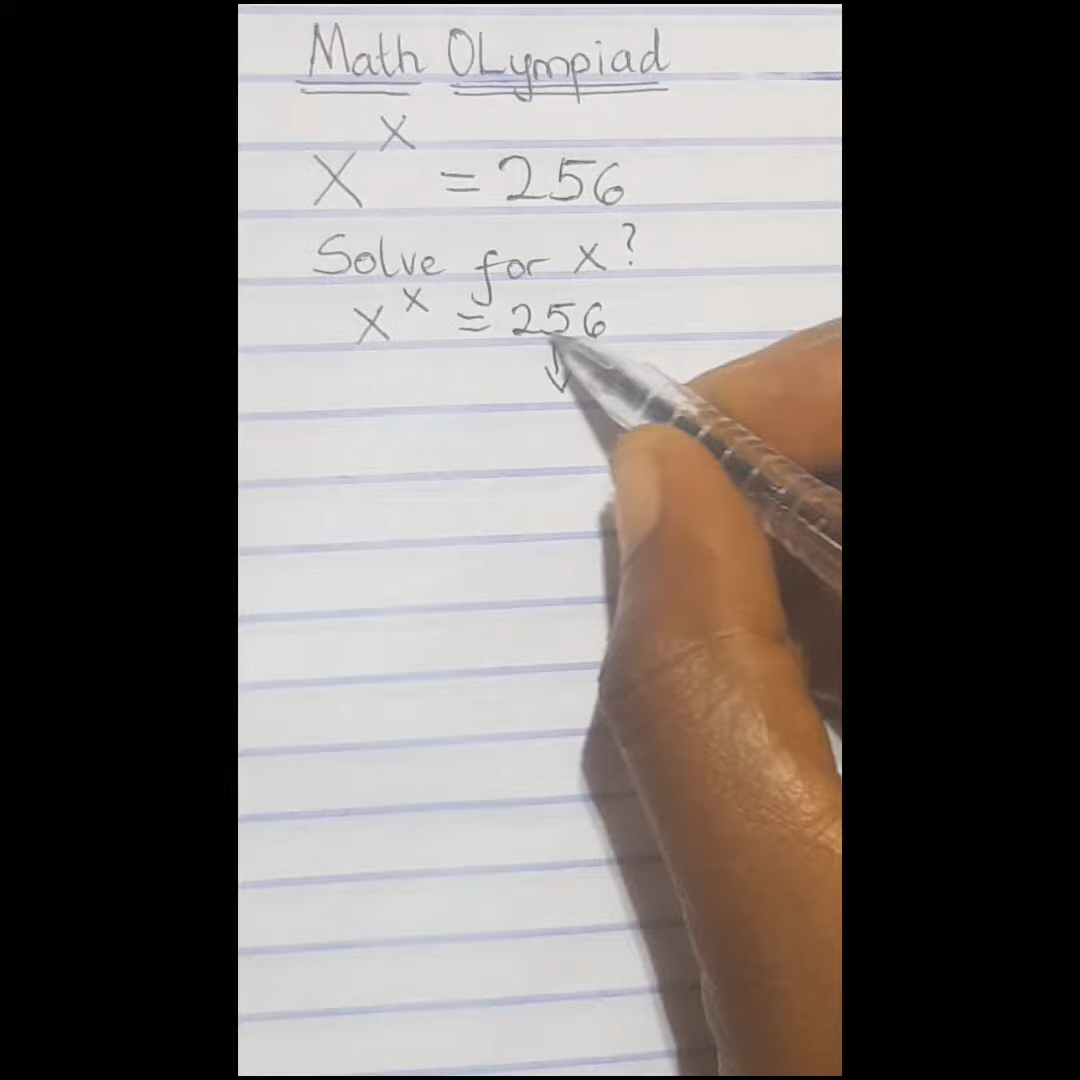 Math OLympiad
x^x = 256
Solve for x?
x^x = 256